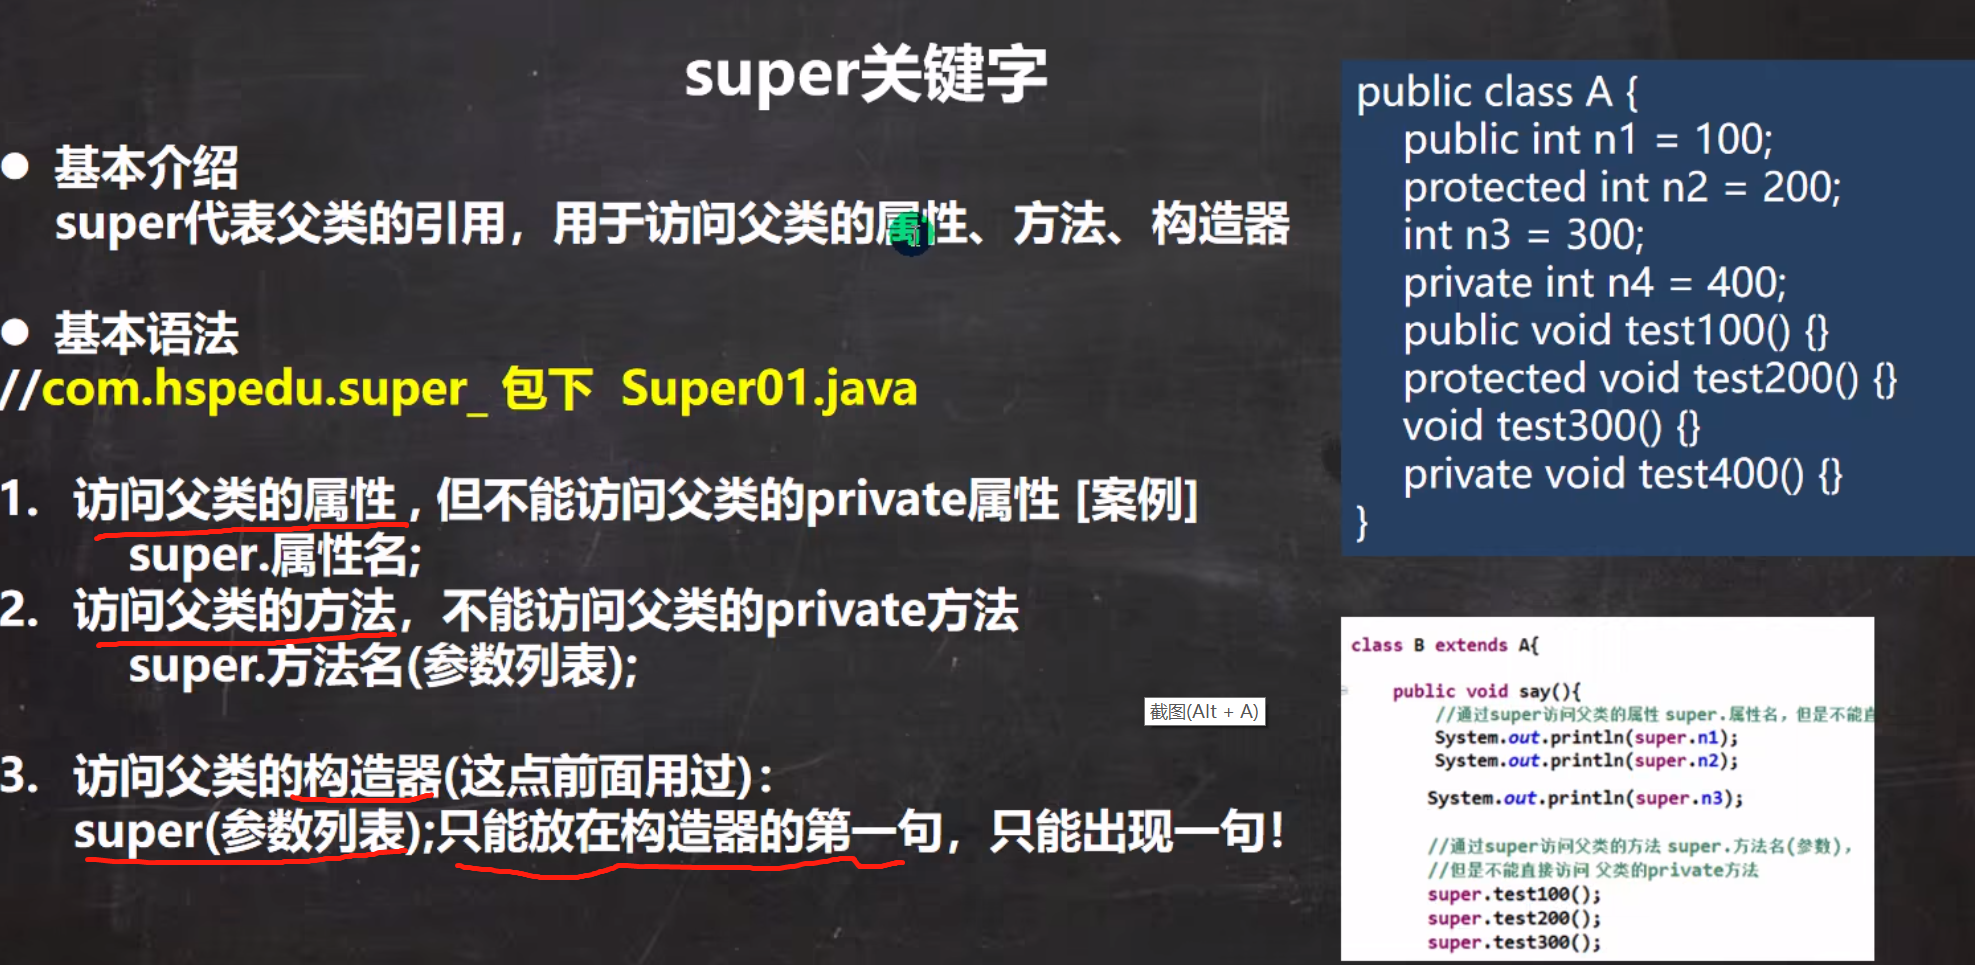 super关键字
基本介绍
super代表父类的引用，用于访问父类的属性、方法、构造器
基本语法
//com.hspedu.super_ 包下  Super01.java
1. 访问父类的属性 , 但不能访问父类的private属性 [案例]
super.属性名;
2. 访问父类的方法，不能访问父类的private方法
super.方法名(参数列表);
3. 访问父类的构造器(这点前面用过)：
super(参数列表);只能放在构造器的第一句，只能出现一句！
截图(Alt + A)
public class A {
public int n1 = 100;
protected int n2 = 200;
int n3 = 300;
private int n4 = 400;
public void test100() {}
protected void test200() {}
void test300() {}
private void test400() {}
}
class B extends A{
public void say(){
//通过super访问父类的属性 super.属性名，但是不能
System.out.println(super.n1);
System.out.println(super.n2);
System.out.println(super.n3);
//通过super访问父类的方法 super.方法名(参数)，
//但是不能直接访问 父类的private方法
super.test100();
super.test200();
super.test300();